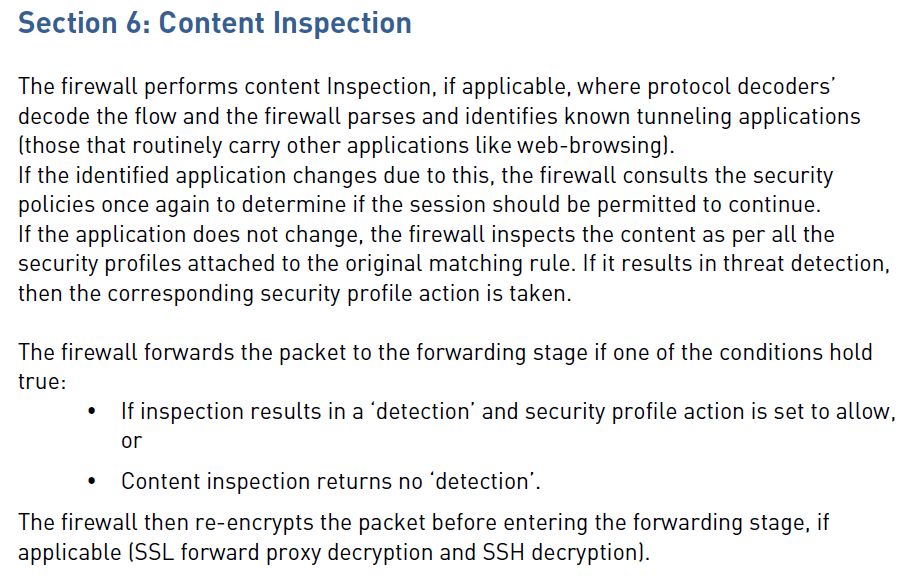 Section 6: Content Inspection
The firewall performs content Inspection, if applicable, where protocol decoders’
decode the flow and the firewall parses and identifies known tunneling applications
(those that routinely carry other applications like web-browsing).
If the identified application changes due to this, the firewall consults the security
policies once again to determine if the session should be permitted to continue.
If the application does not change, the firewall inspects the content as per all the
security profiles attached to the original matching rule. If it results in threat detection,
then the corresponding security profile action is taken.
The firewall forwards the packet to the forwarding stage if one of the conditions hold
true:
• If inspection results in a ‘detection’ and security profile action is set to allow,
or
• Content inspection returns no ‘detection’.
The firewall then re-encrypts the packet before entering the forwarding stage, if
applicable (SSL forward proxy decryption and SSH decryption).